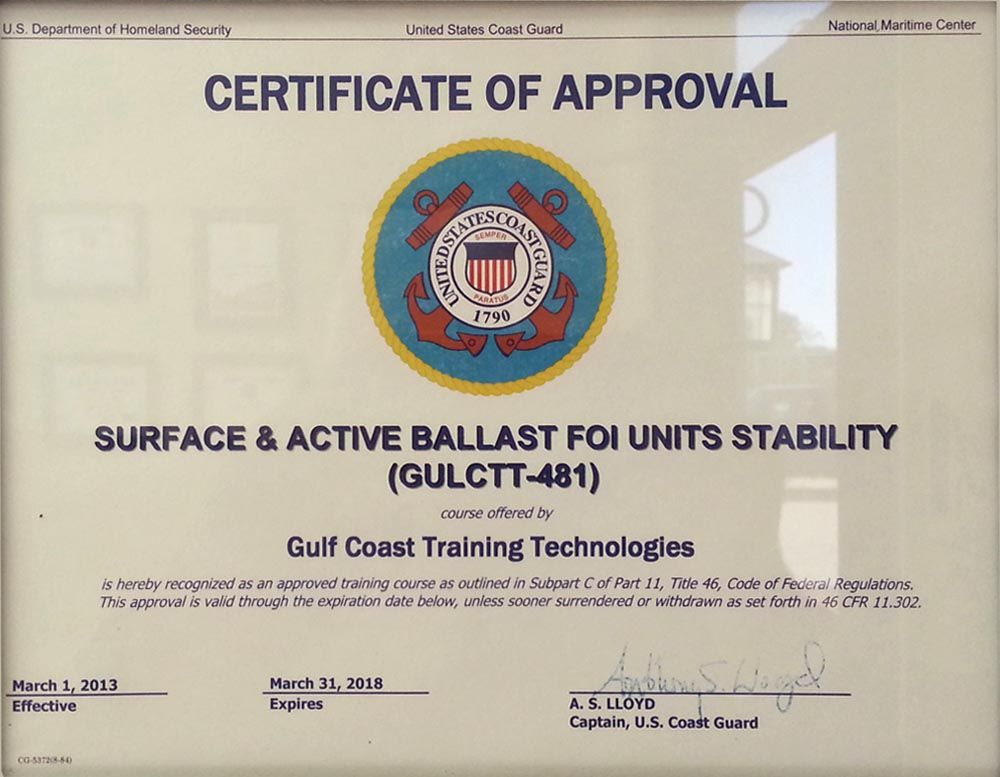 U.S. Department of Homeland Security United States Coast Guard National Maritime Center
CERTIFICATE OF APPROVAL
UNITED STATES COAST GUARD
SEMPER
PARATUS
1790
SURFACE & ACTIVE BALLAST FOI UNITS STABILITY
(GULCTT-481)
course offered by
Gulf Coast Training Technologies
is hereby recognized as an approved training course as outlined in Subpart C of Part 11, Title 46, Code of Federal Regulations.
This approval is valid through the expiration date below, unless sooner surrendered or withdrawn as set forth in 46 CFR 11.302.
March 1, 2013
Effective
March 31, 2018
Expires
A. S. LLOYD
Captain, U.S. Coast Guard
CG-5372(8-84)